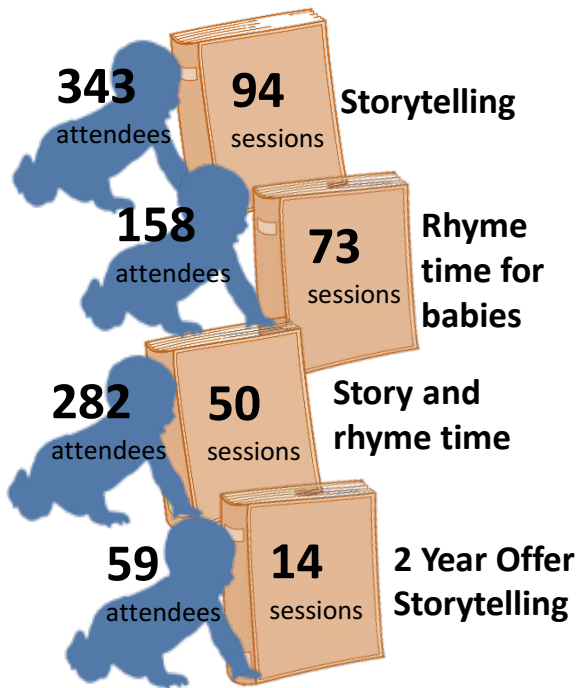 343
attendees
94
sessions
Storytelling
158
attendees
73
sessions
Rhyme
time for
babies
282
attendees
50
sessions
Story and
rhyme time
59
attendees
14
sessions
2 Year Offer
Storytelling